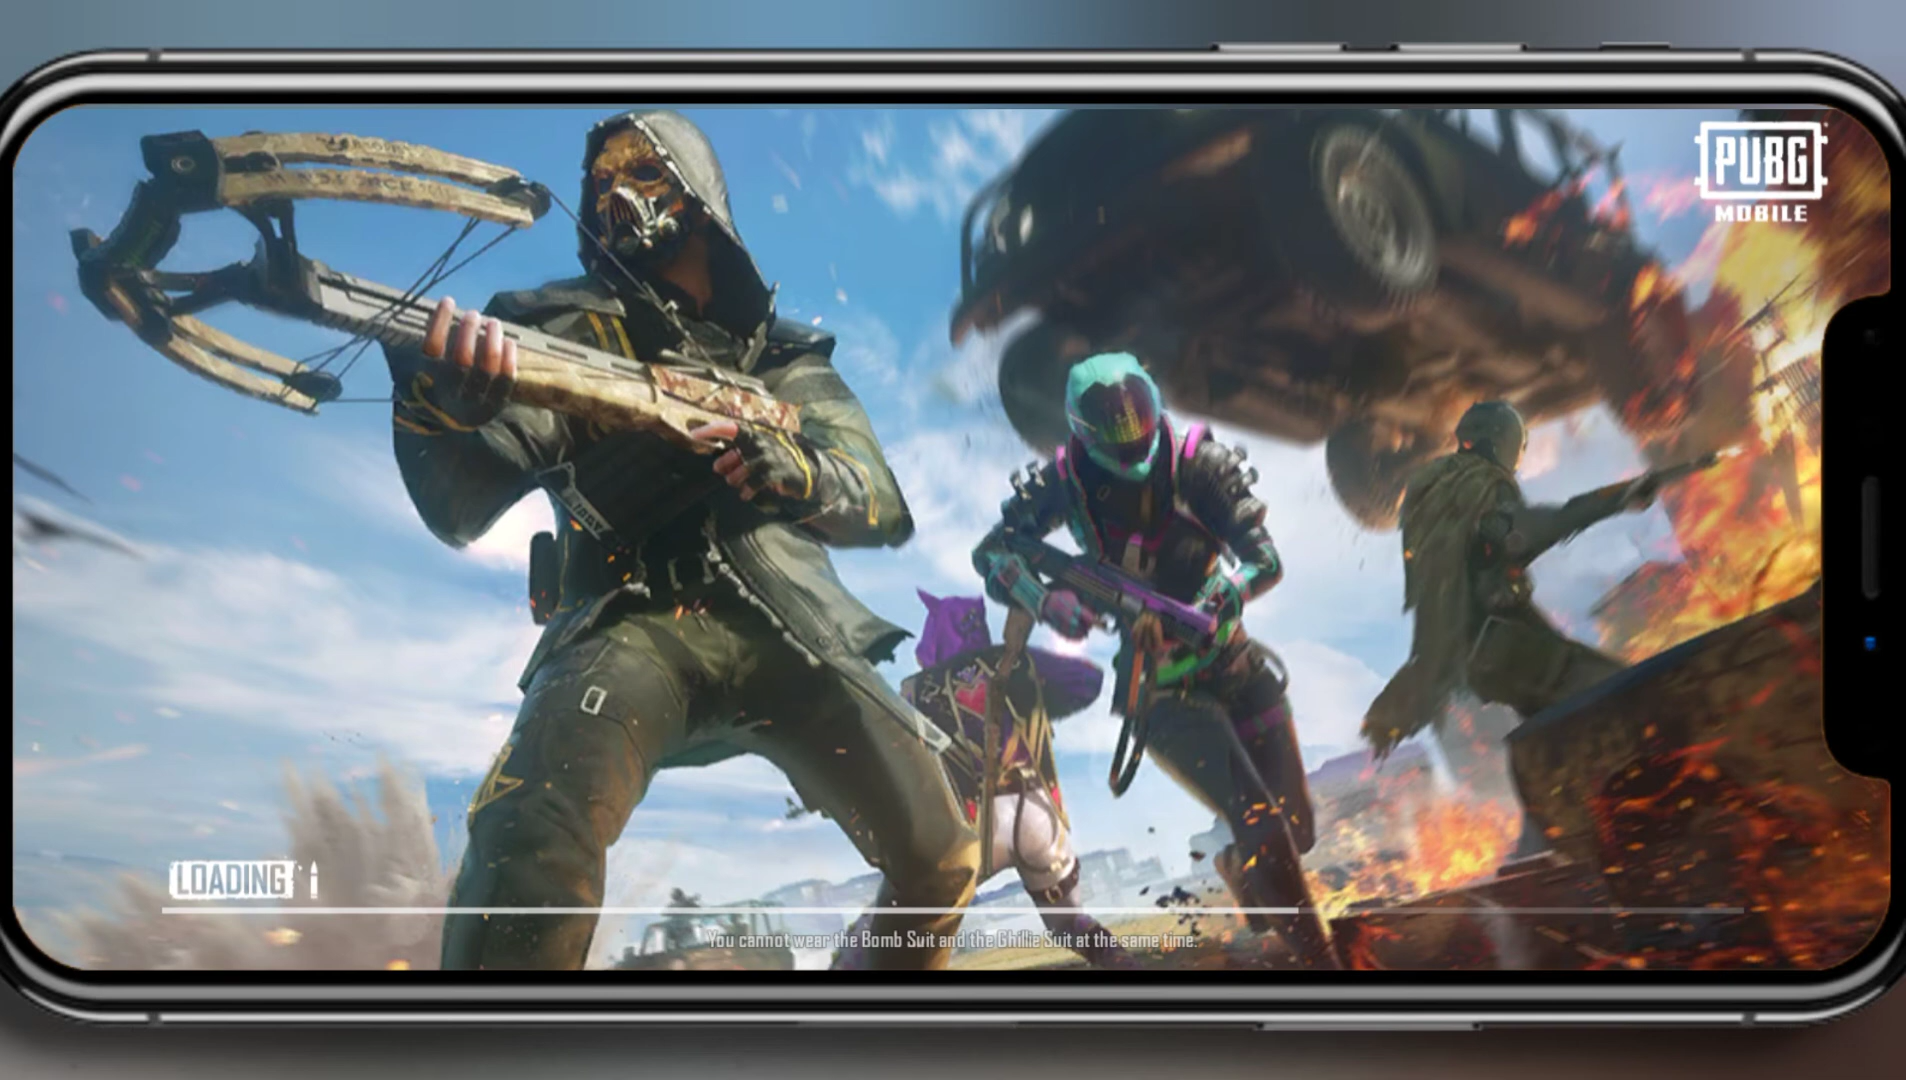 PUBG
MOBILE
LOADING
You cannot wear the Bomb Suit and the Ghillie Suit at the same time.